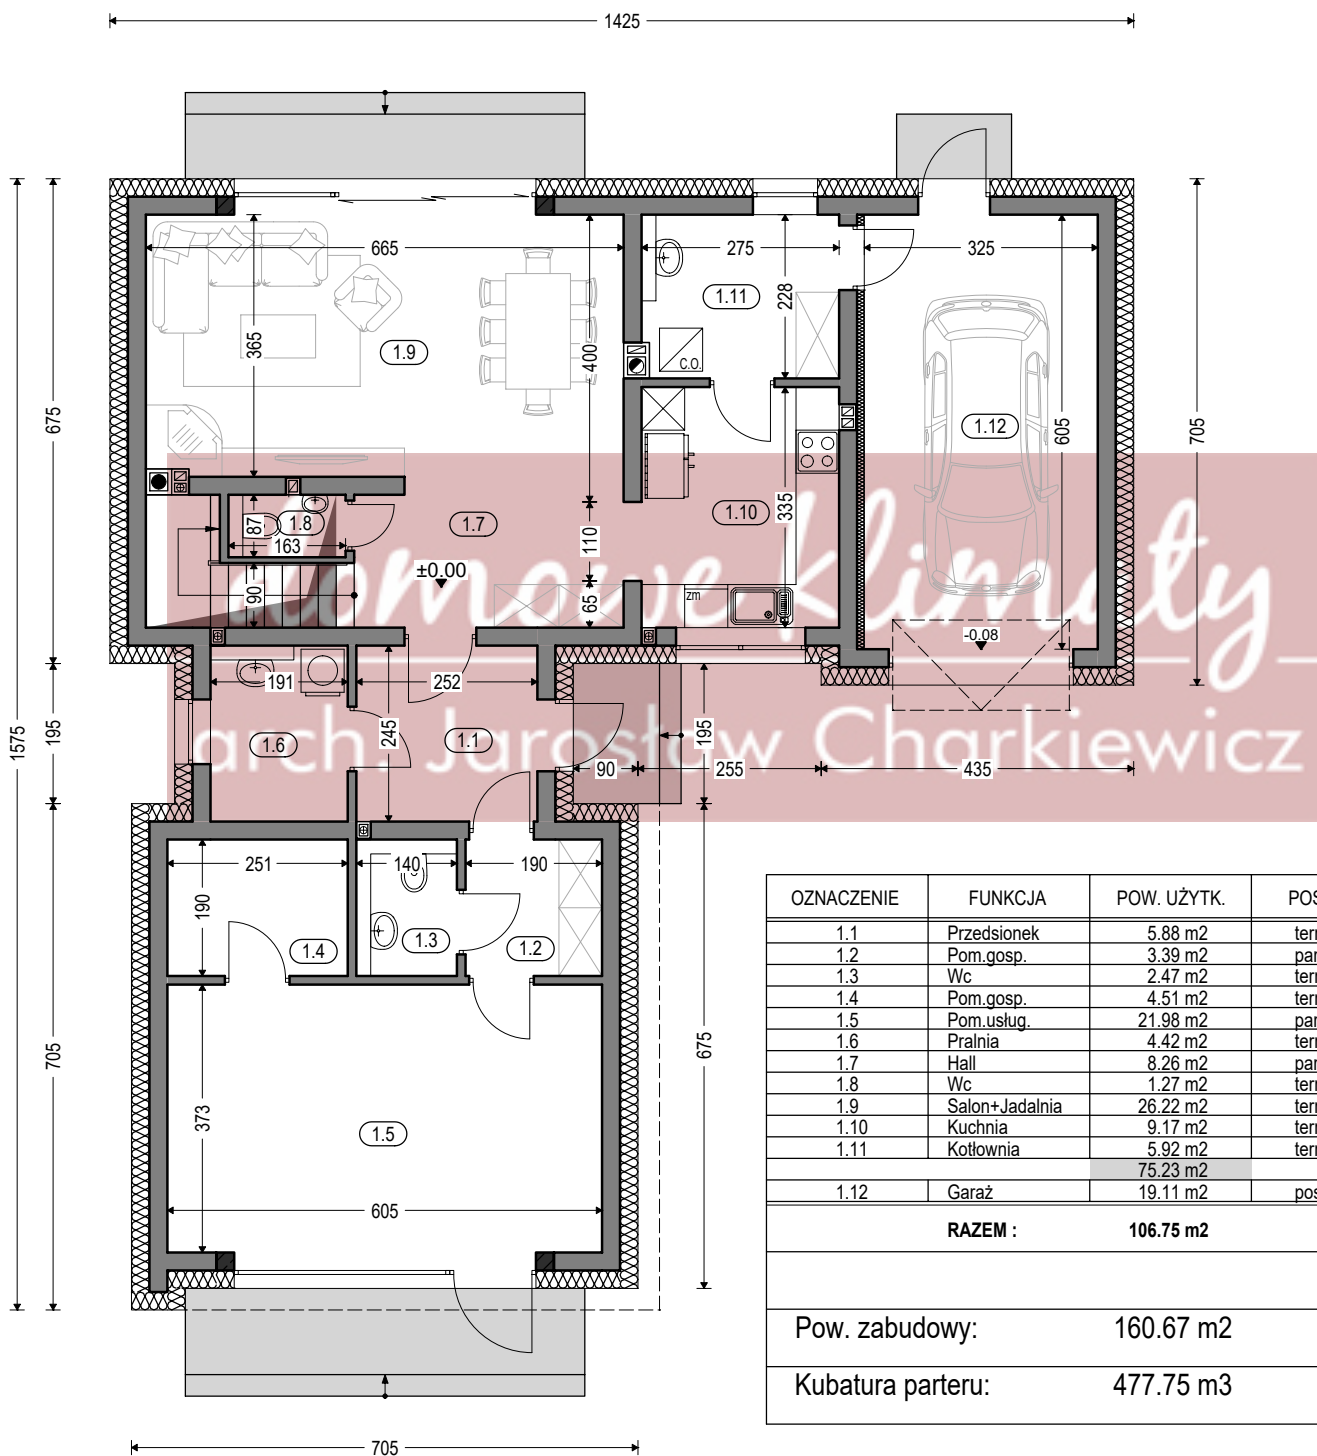 1425
665
275
325
1.11
228
365
1.9
400
C.O.
675
1575
1.12
605
705
87
1.8
163
1.7
1.10
335
110
±0.00
90
65
zm
-0.08
domowe klimaty
191
252
245
1.6
1.1
195
195
arch. Jarosław Charkiewicz
90
255
435
251
140
190
190
1.4
1.3
1.2
705
675
373
1.5
605
705
OZNACZENIE FUNKCJA POW. UŻYTK.
1.1 Przedsionek 5.88 m2
1.2 Pom.gosp. 3.39 m2
1.3 Wc 2.47 m2
1.4 Pom.gosp. 4.51 m2
1.5 Pom.usług. 21.98 m2
1.6 Pralnia 4.42 m2
1.7 Hall 8.26 m2
1.8 Wc 1.27 m2
1.9 Salon+Jadalnia 26.22 m2
1.10 Kuchnia 9.17 m2
1.11 Kotłownia 5.92 m2
75.23 m2
1.12 Garaż 19.11 m2
RAZEM : 106.75 m2
Pow. zabudowy: 160.67 m2
Kubatura parteru: 477.75 m3